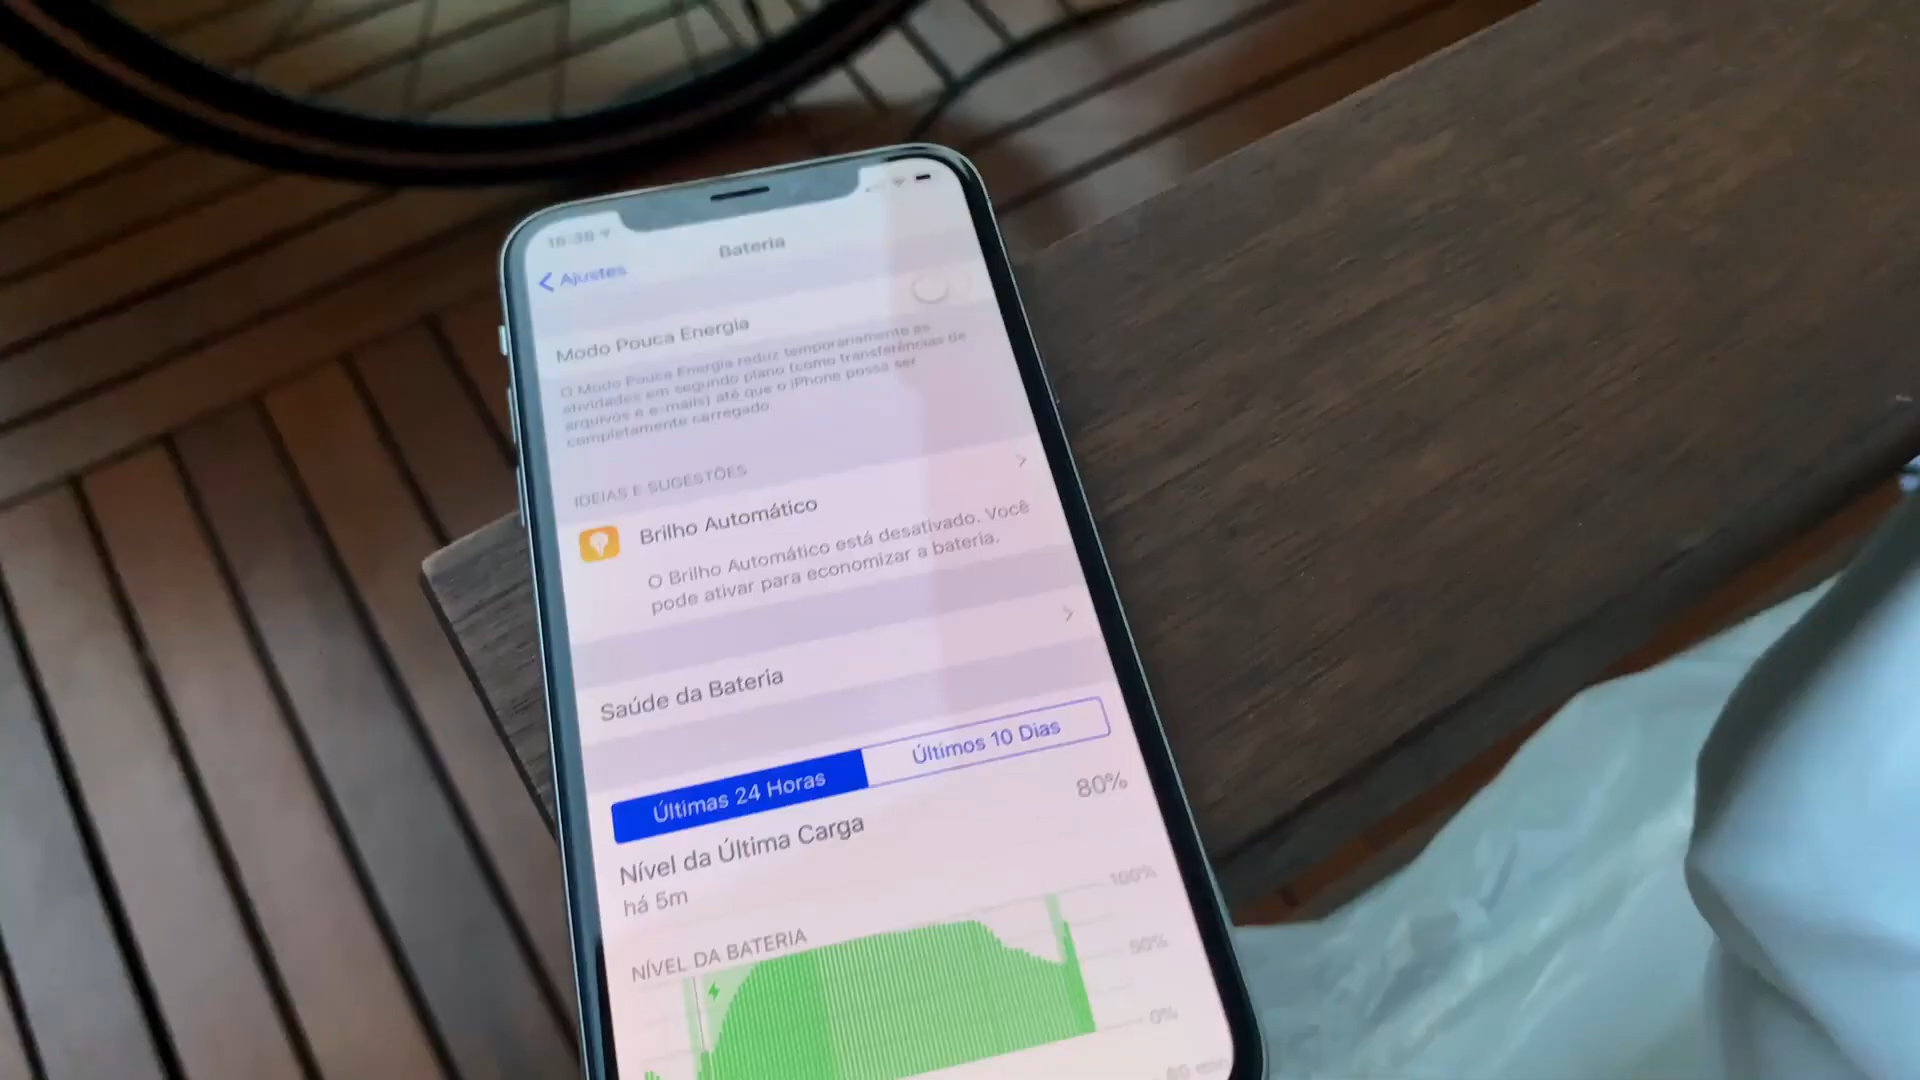 18:38
Bateria
Ajustes
Modo Pouca Energia
O Modo Pouca Energia reduz temporariamente as
atividades em segundo plano (como transferências de
arquivos e e-mails) até que o iPhone possa ser
completamente carregado
IDEIAS E SUGESTÕES
Brilho Automático
O Brilho Automático está desativado. Você
pode ativar para economizar a bateria.
Saúde da Bateria
Últimas 24 Horas
Últimos 10 Dias
Nível da Última Carga
80%
há 5m
NÍVEL DA BATERIA
100%
50%
0%